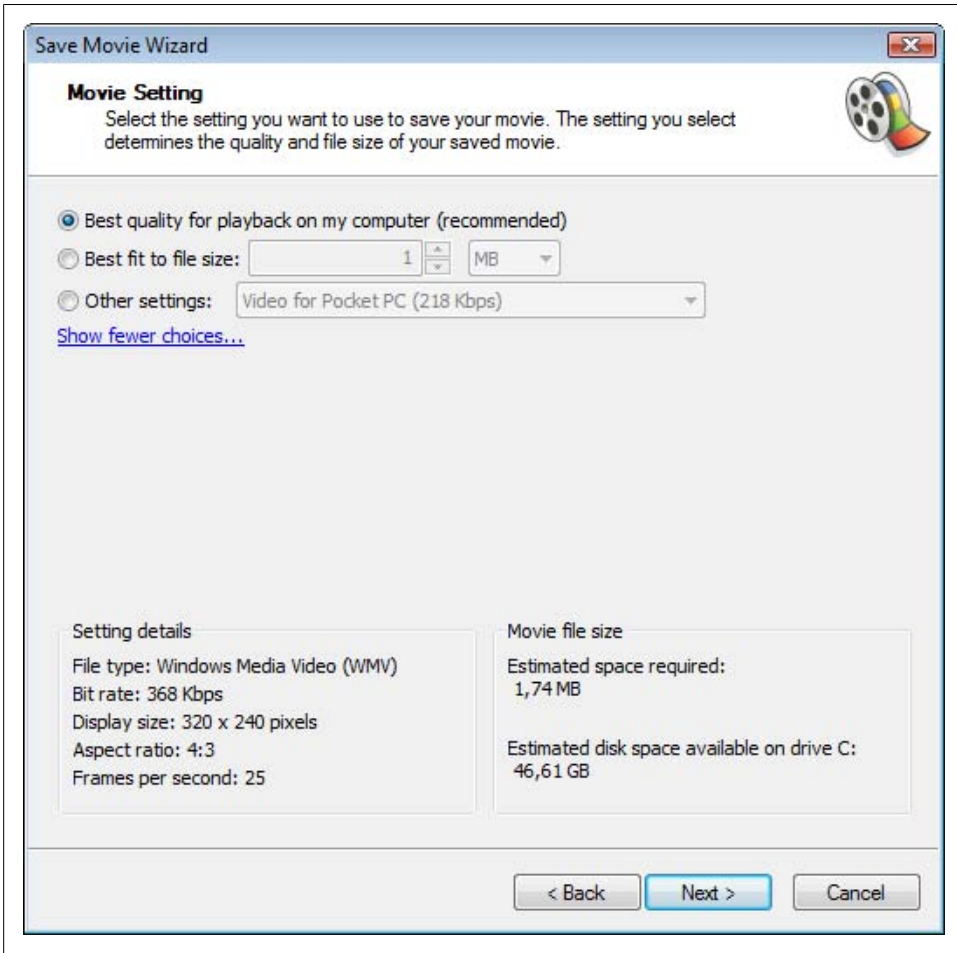 Save Movie Wizard
Movie Setting
Select the setting you want to use to save your movie. The setting you select
determines the quality and file size of your saved movie.
Best quality for playback on my computer (recommended)
Best fit to file size: 1 MB
Other settings: Video for Pocket PC (218 Kbps)
Show fewer choices...
Setting details
File type: Windows Media Video (WMV)
Bit rate: 368 Kbps
Display size: 320 x 240 pixels
Aspect ratio: 4:3
Frames per second: 25
Movie file size
Estimated space required:
1,74 MB
Estimated disk space available on drive C:
46,61 GB
< Back Next > Cancel